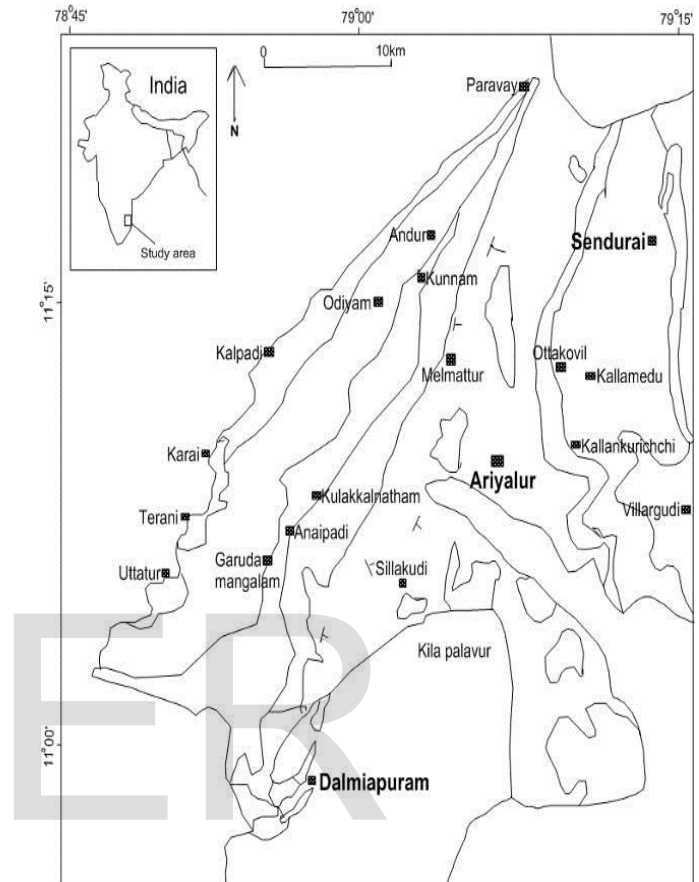 78°45'
79°00'
79°15'
0
10km
India
N
Study area
Paravay
Andur
Sendurai
Kunnam
Odiyam
11°15'
Kalpadi
Melmattur
Ottakovil
Kallamedu
Karai
Kallankurichchi
Ariyalur
Kulakkalnatham
Villargudi
Terani
Anaipadi
Uttatur
Garuda
mangalam
Sillakudi
Kila palavur
11°00'
Dalmiapuram
ER